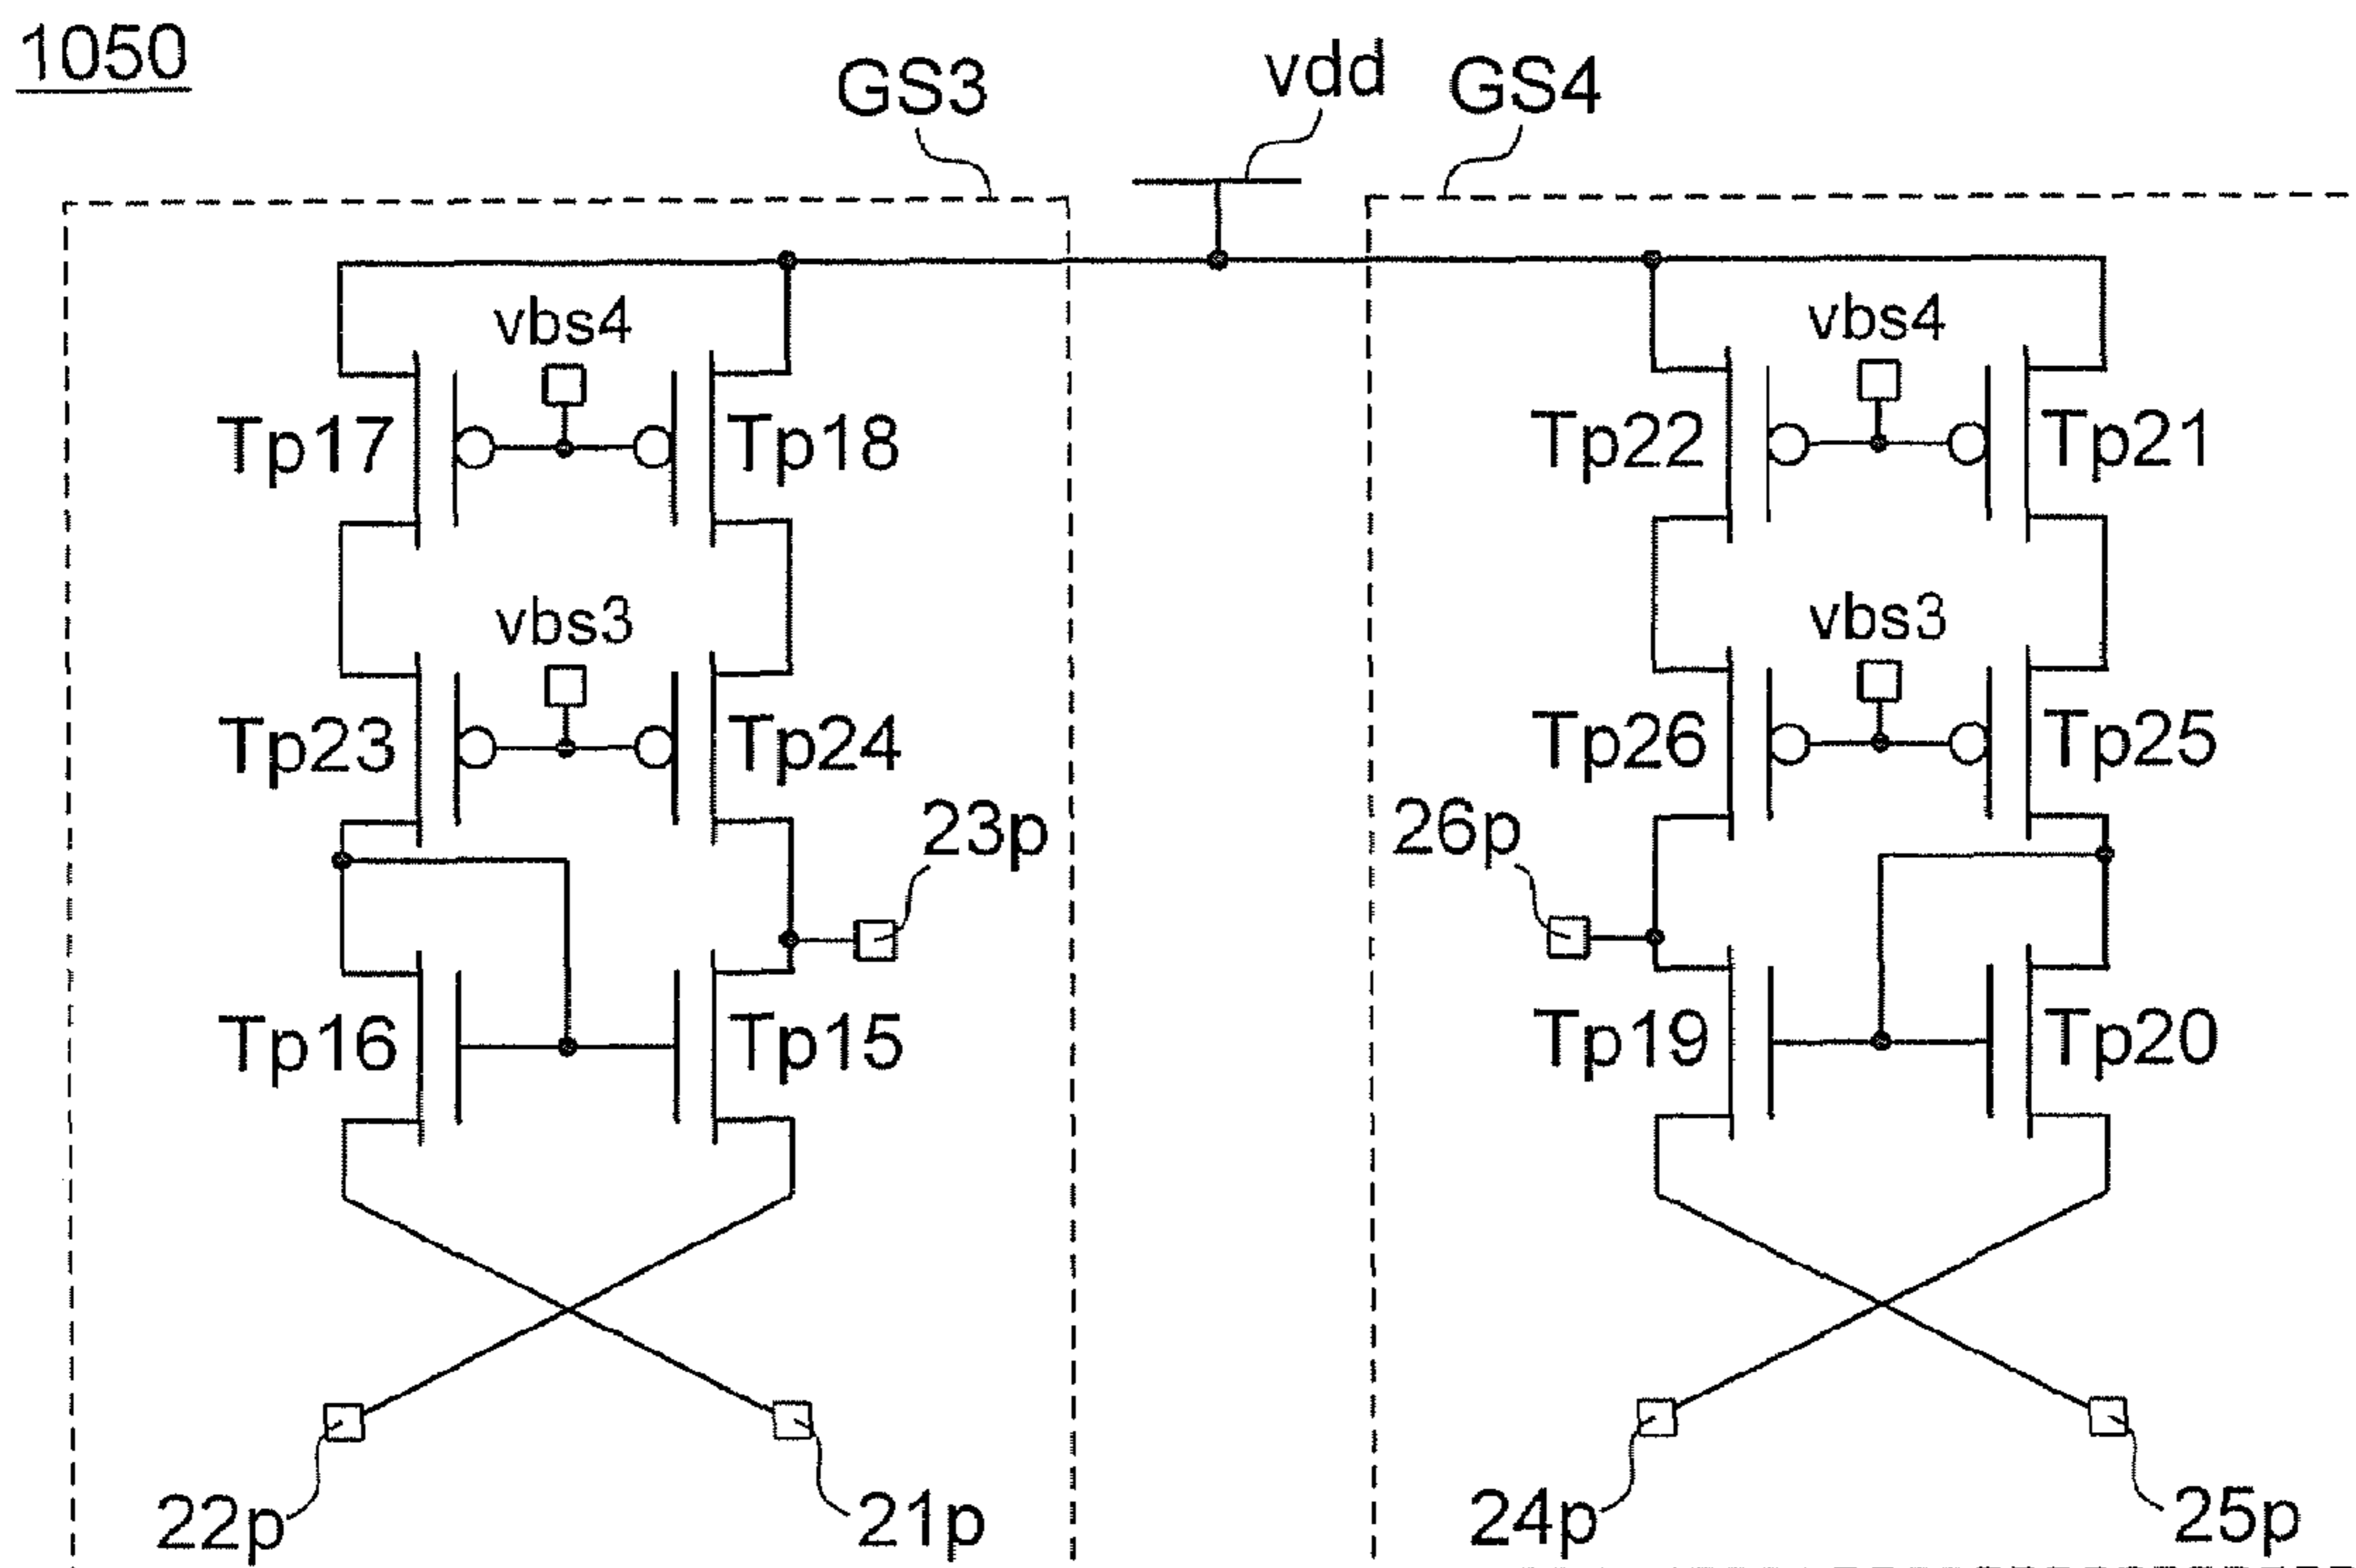 1050
GS3
vdd
GS4
vbs4
vbs4
Tp17
Tp18
Tp22
Tp21
vbs3
vbs3
Tp23
Tp24
Tp26
Tp25
23p
26p
Tp16
Tp15
Tp19
Tp20
22p
21p
24p
25p